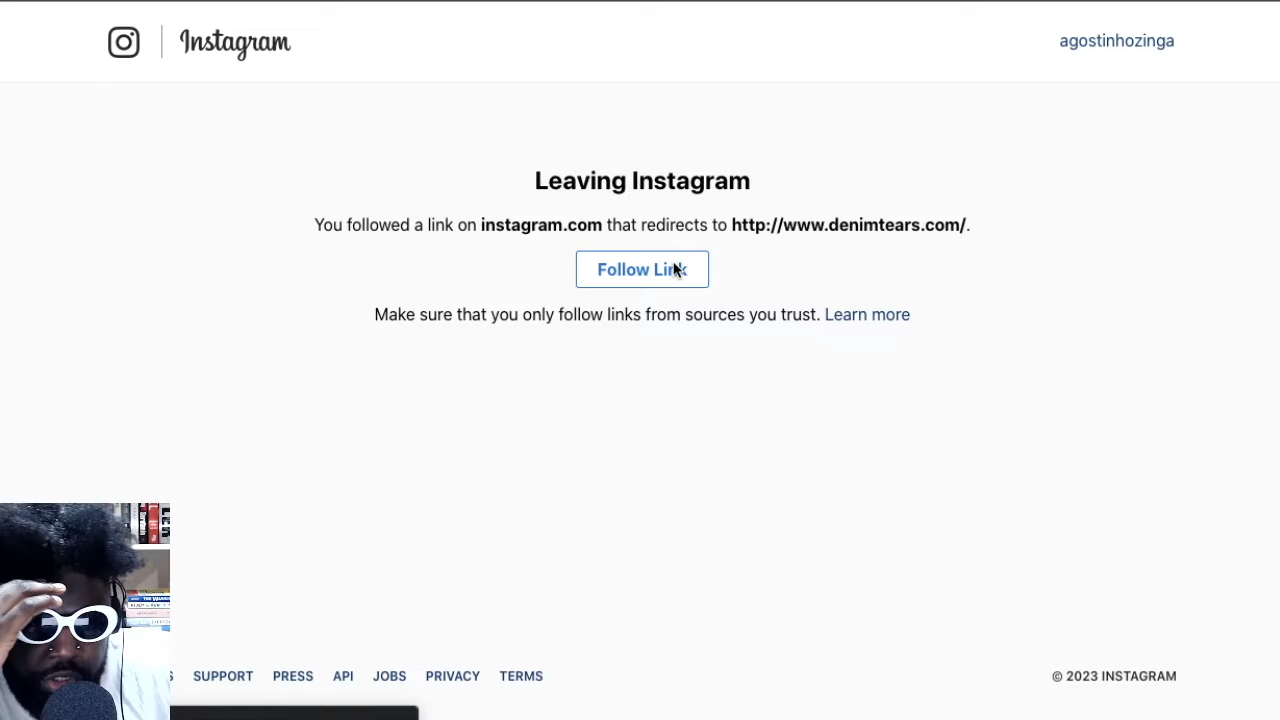 Instagram
agostinhozinga
Leaving Instagram
You followed a link on instagram.com that redirects to http://www.denimtears.com/.
Follow Link
Make sure that you only follow links from sources you trust. Learn more
SUPPORT PRESS API JOBS PRIVACY TERMS
© 2023 INSTAGRAM